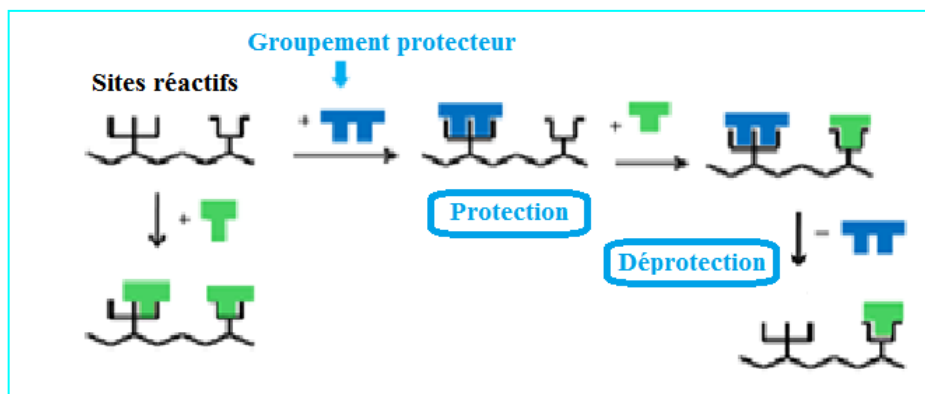 Groupement protecteur
Sites réactifs
+
+
+
Protection
Déprotection
−